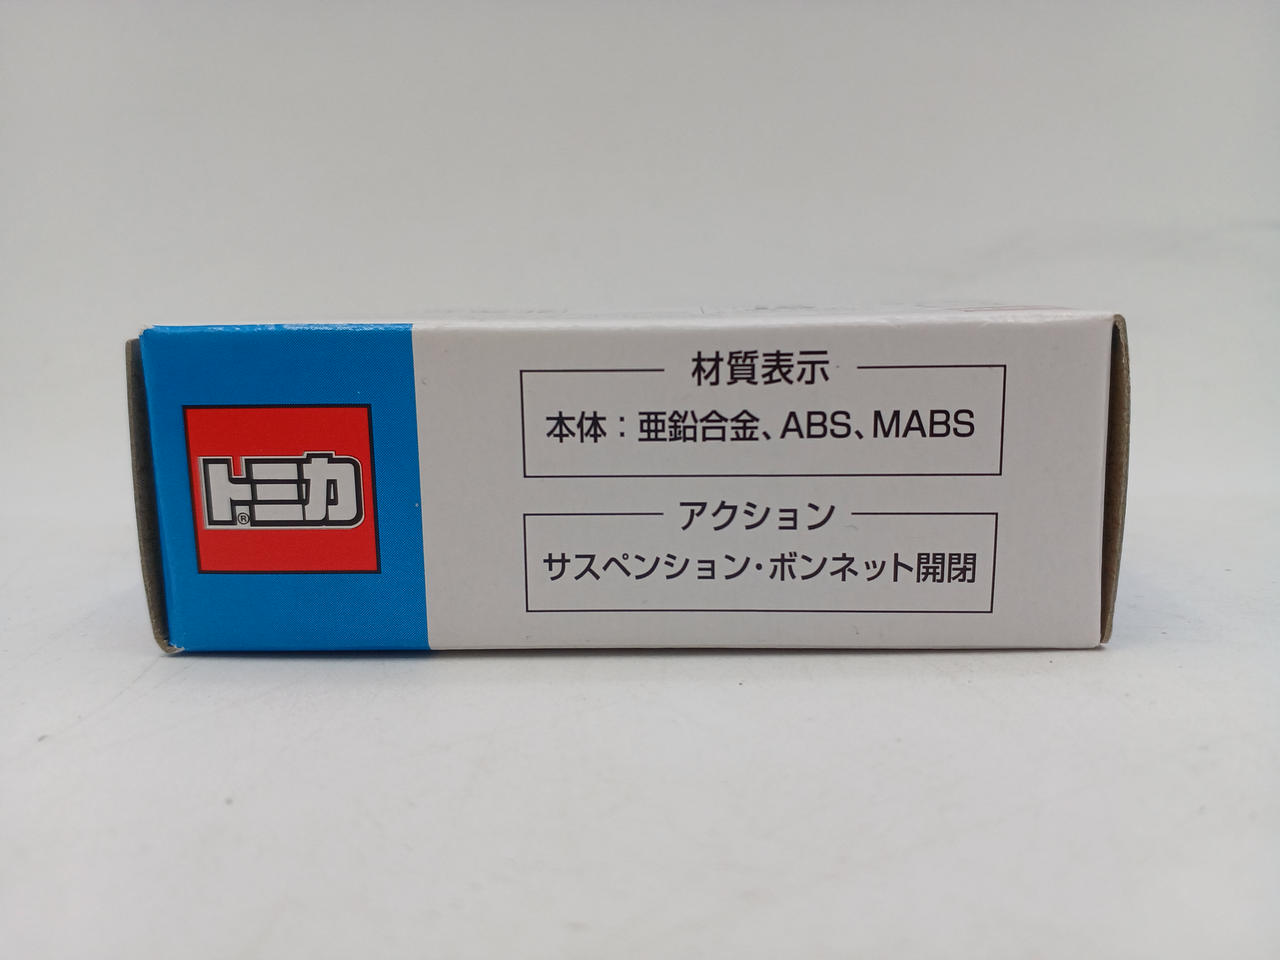 トミカ®
材質表示
本体：亜鉛合金、ABS、MABS
アクション
サスペンション・ボンネット開閉